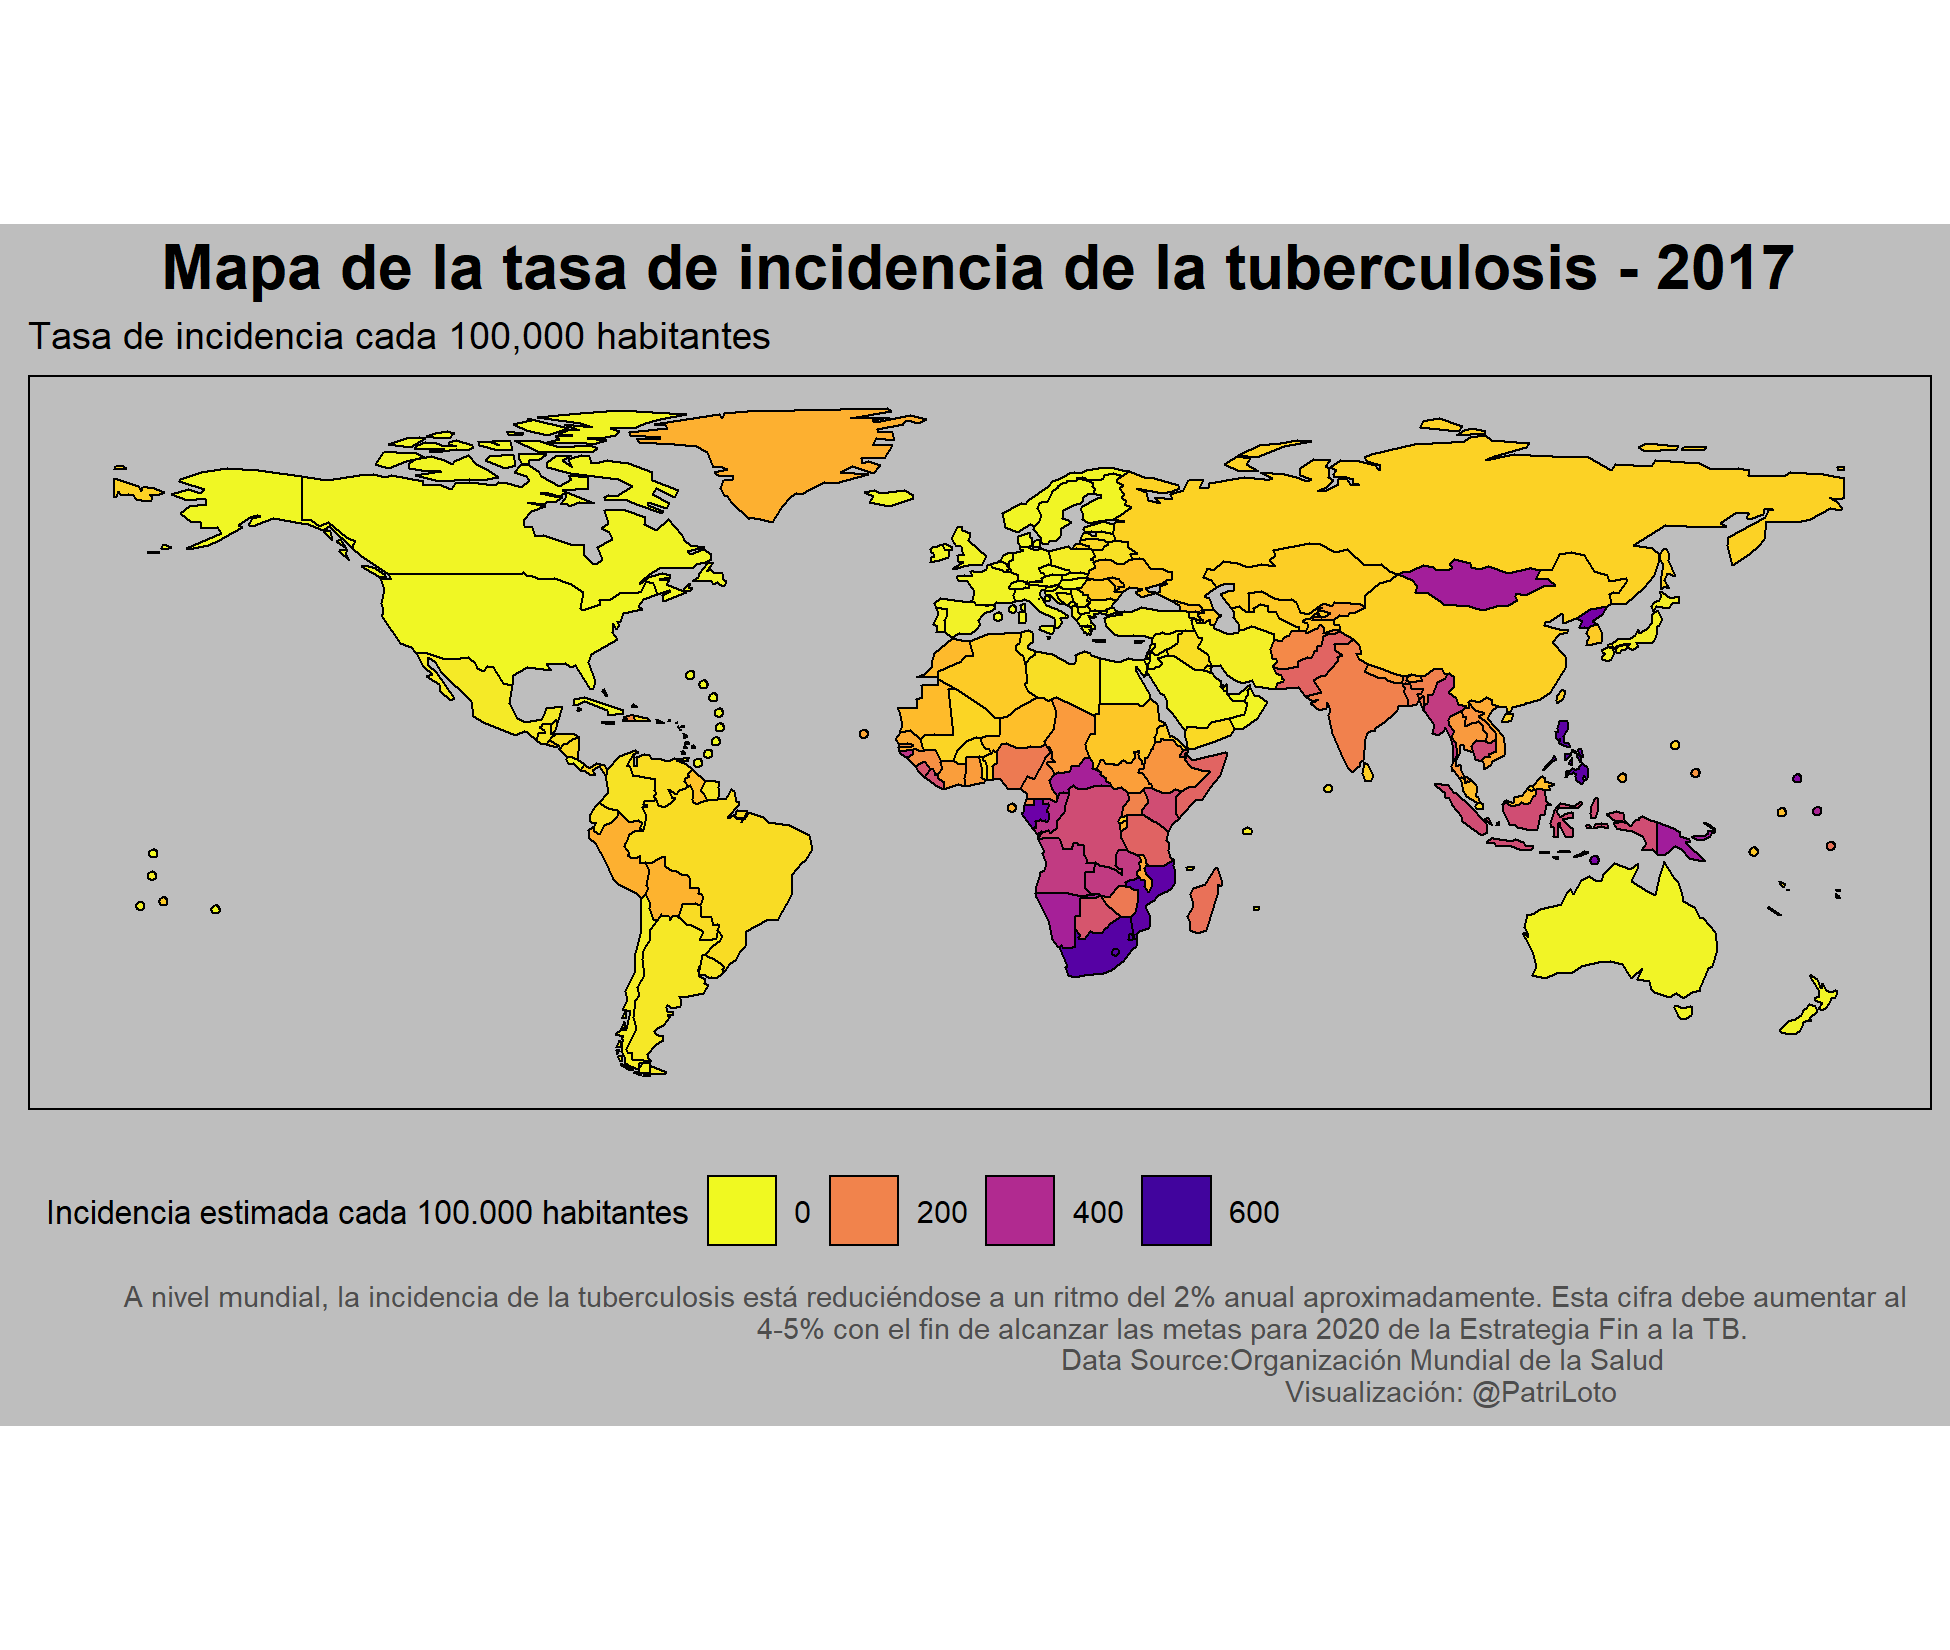 Mapa de la tasa de incidencia de la tuberculosis - 2017
Tasa de incidencia cada 100,000 habitantes
Incidencia estimada cada 100.000 habitantes 0 200 400 600
A nivel mundial, la incidencia de la tuberculosis está reduciéndose a un ritmo del 2% anual aproximadamente. Esta cifra debe aumentar al
4-5% con el fin de alcanzar las metas para 2020 de la Estrategia Fin a la TB.
Data Source:Organización Mundial de la Salud
Visualización: @PatriLoto